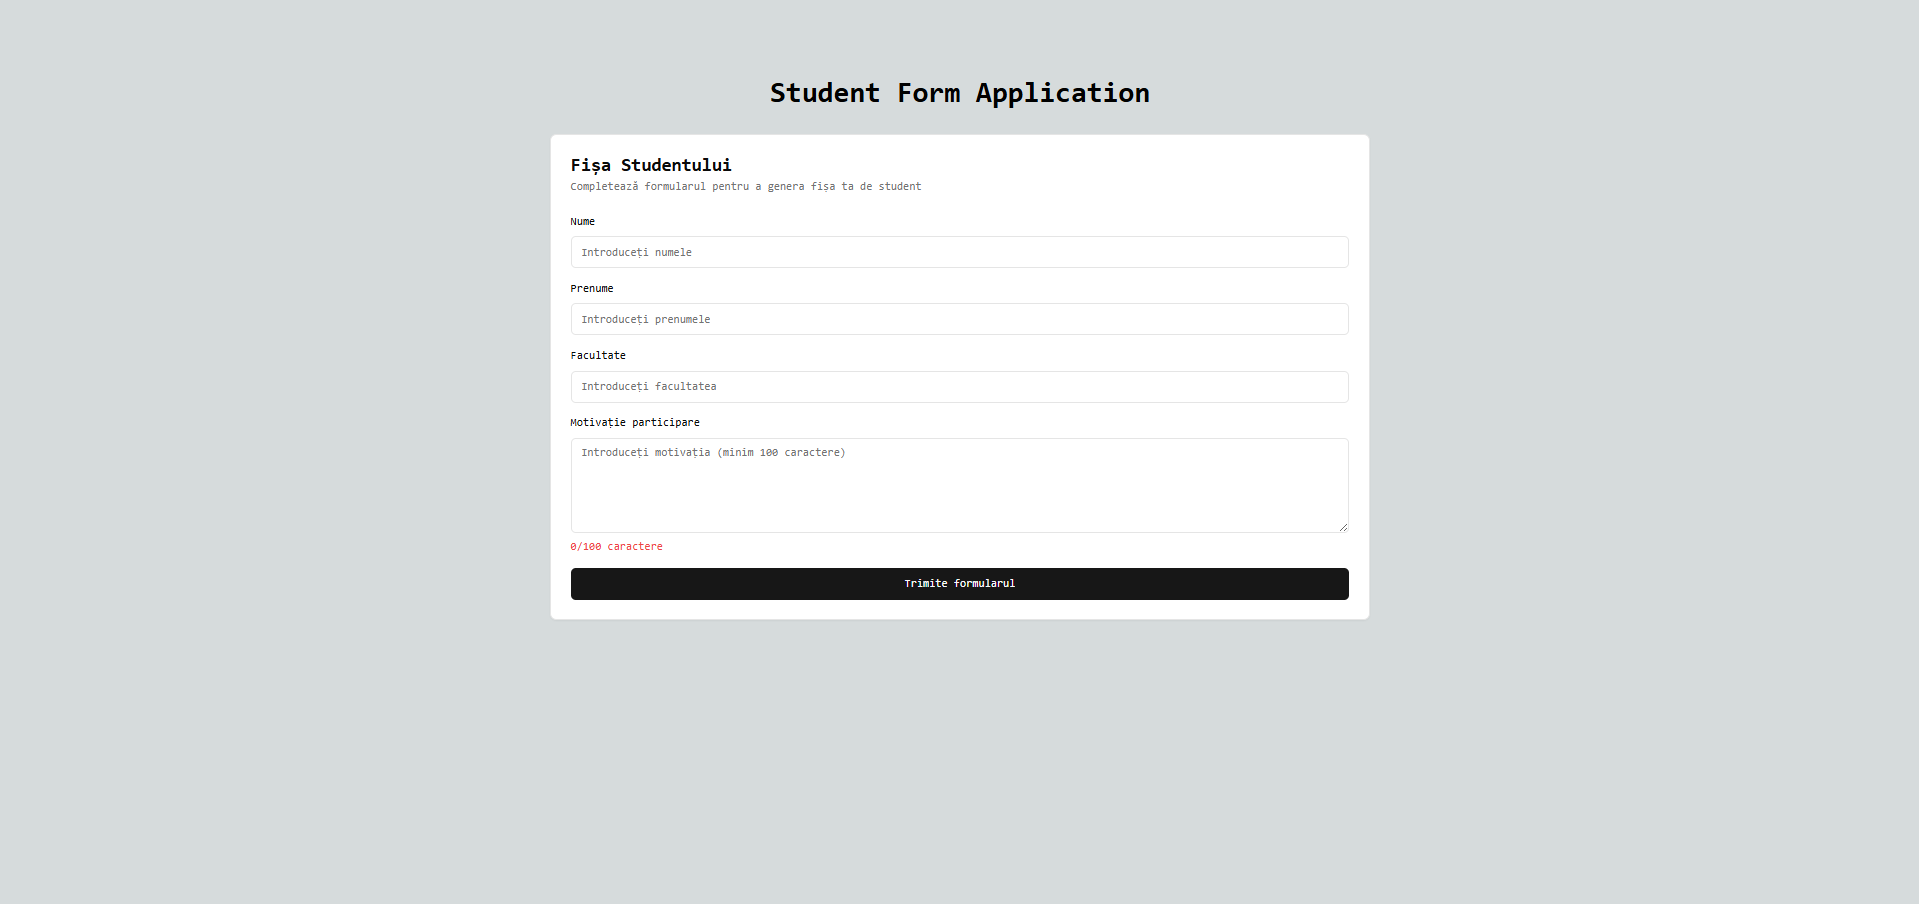 Student Form Application
Fișa Studentului
Completează formularul pentru a genera fișa ta de student
Nume
Introduceți numele
Prenume
Introduceți prenumele
Facultate
Introduceți facultatea
Motivație participare
Introduceți motivația (minim 100 caractere)
0/100 caractere
Trimite formularul